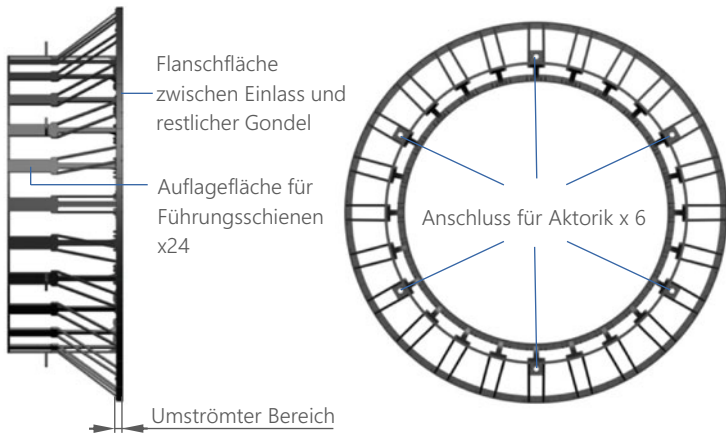 Flanschfläche
zwischen Einlass und
restlicher Gondel
Auflagefläche für
Führungsschienen
x24
Anschluss für Aktorik x 6
Umströmter Bereich